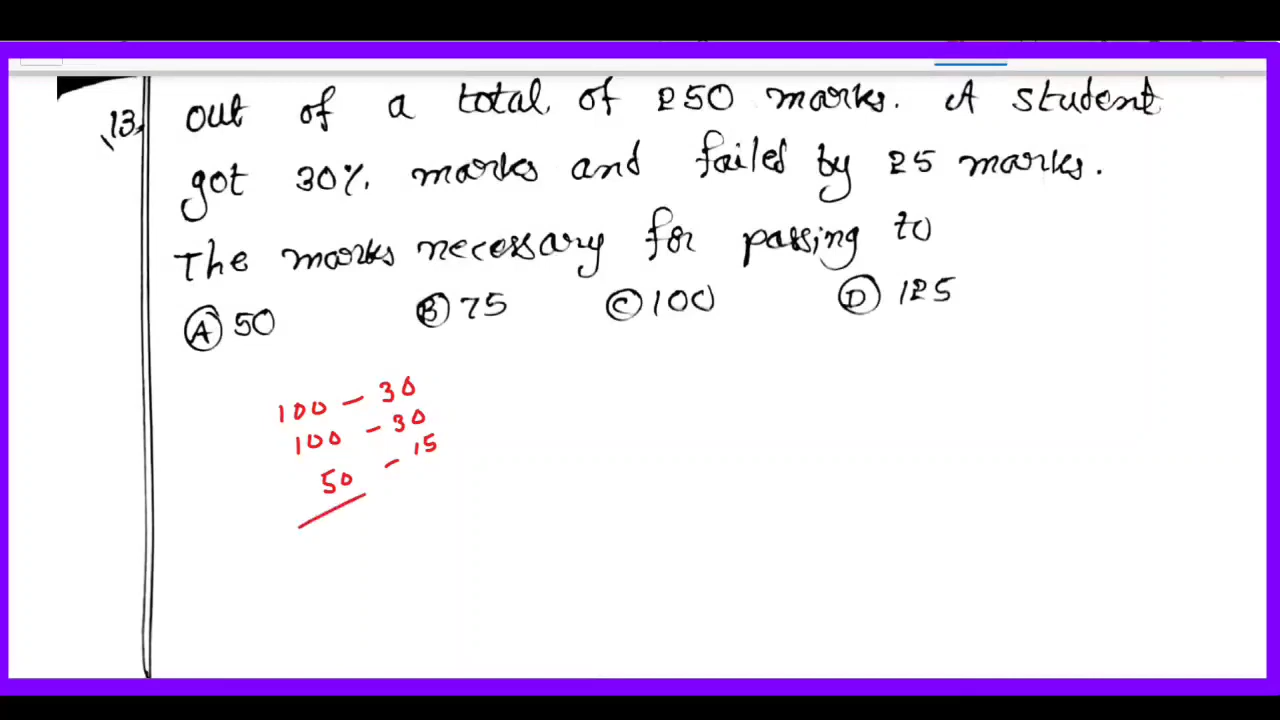 13. out of a total of 250 marks. A student
got 30% marks and failed by 25 marks.
The marks necessary for passing to
(A) 50 (B) 75 (C) 100 (D) 125
100 - 30
100 - 30
50 - 15